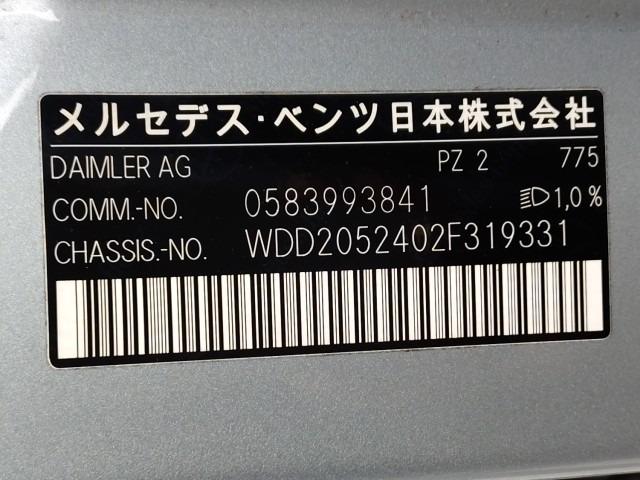 メルセデス・ベンツ日本株式会社
DAIMLER AG PZ 2 775
COMM.-NO. 0583993841 1,0 %
CHASSIS.-NO. WDD2052402F319331